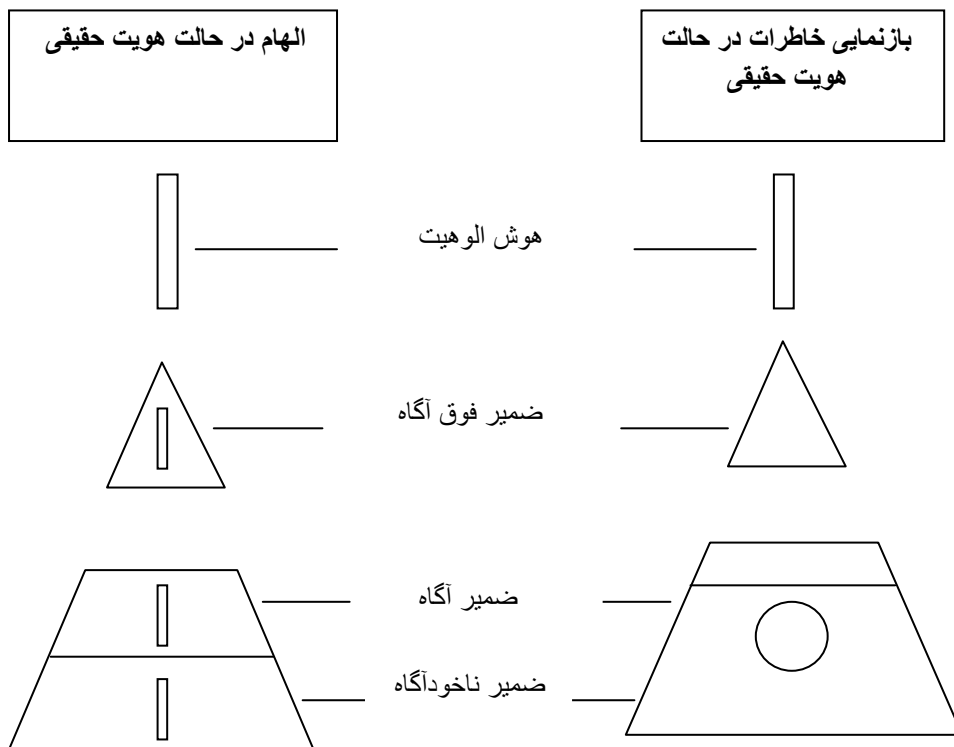 بازنمایی خاطرات در حالت
هویت حقیقی
الهام در حالت هویت حقیقی
هوش الوهیت
ضمیر فوق آگاه
ضمیر آگاه
ضمیر ناخودآگاه